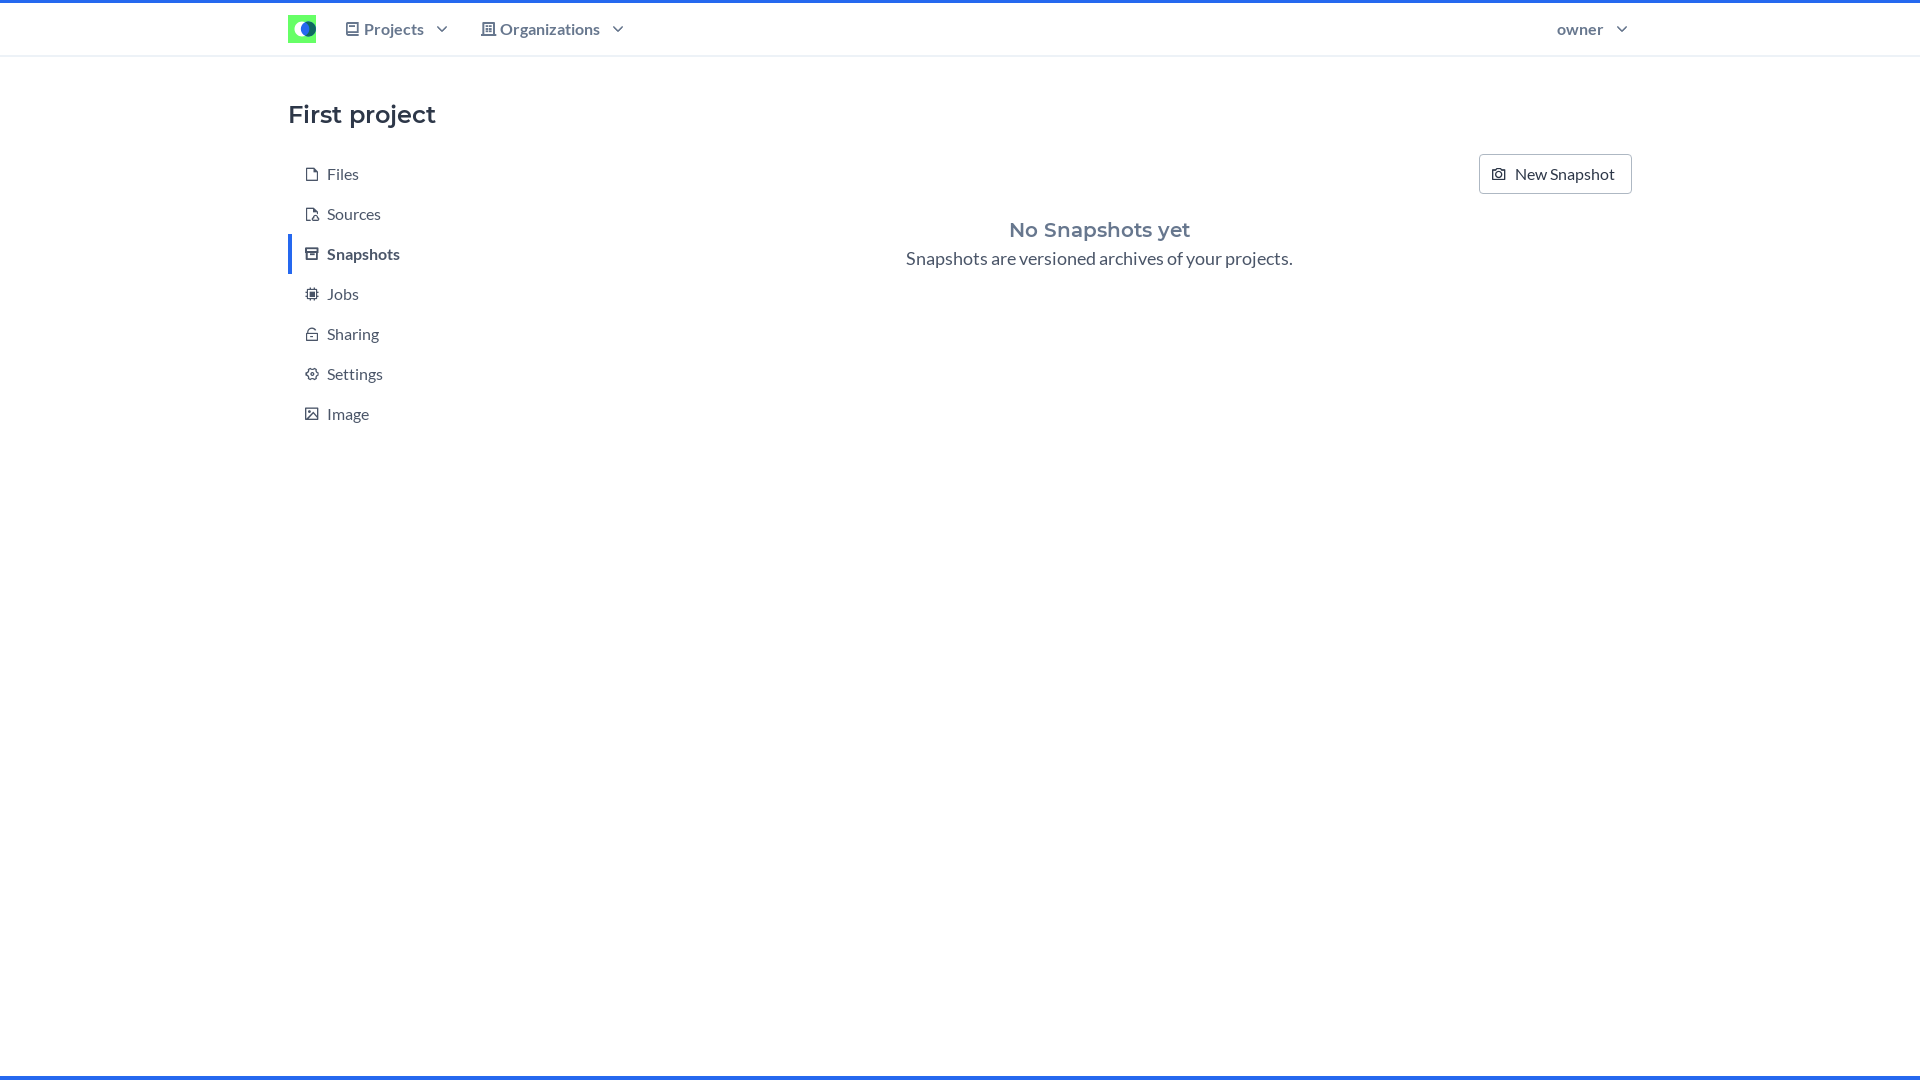 Projects
Organizations
owner
First project
Files
Sources
Snapshots
Jobs
Sharing
Settings
Image
New Snapshot
No Snapshots yet
Snapshots are versioned archives of your projects.